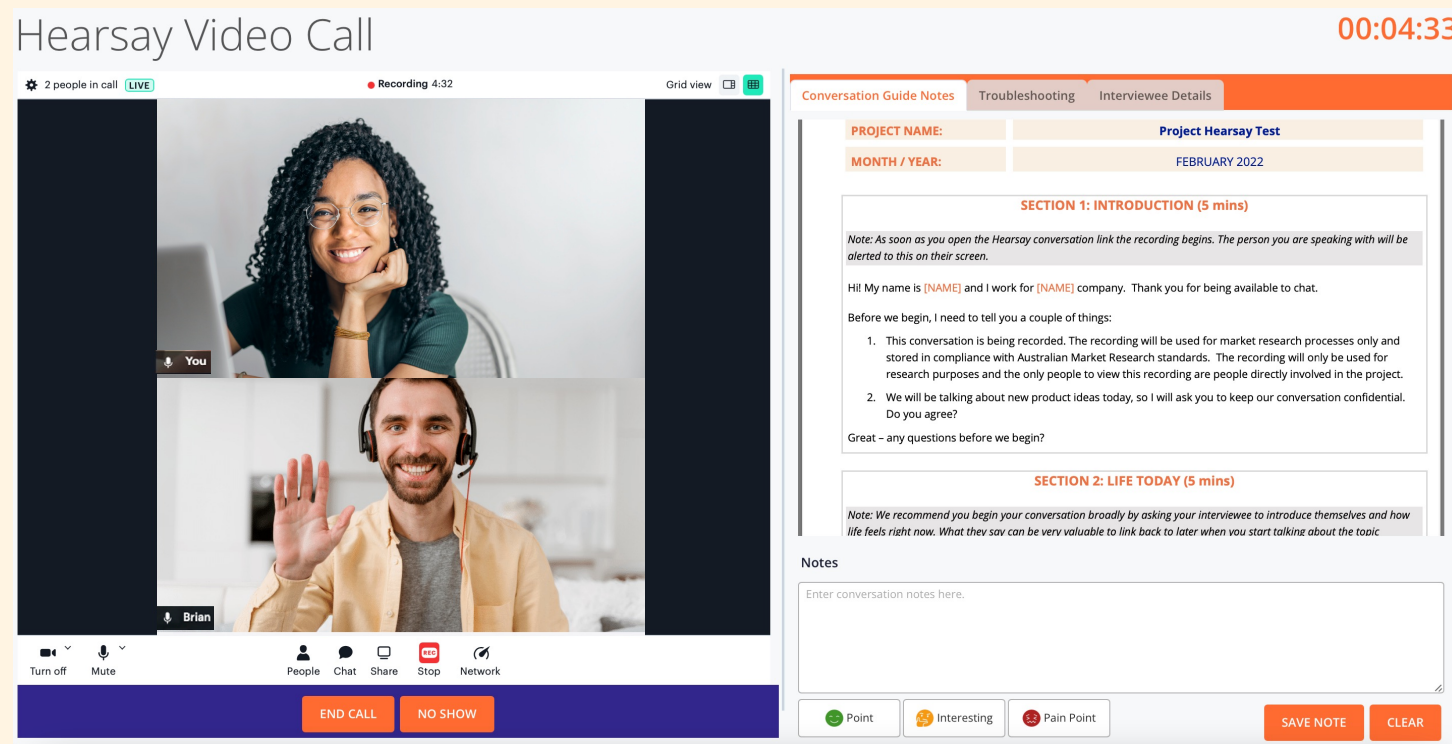 Hearsay Video Call
00:04:33
2 people in call LIVE
Recording 4:32
Grid view
You
Brian
Turn off
Mute
People
Chat
Share
REC
Stop
Network
END CALL
NO SHOW
Conversation Guide Notes
Troubleshooting
Interviewee Details
PROJECT NAME: Project Hearsay Test
MONTH / YEAR: FEBRUARY 2022
SECTION 1: INTRODUCTION (5 mins)
Note: As soon as you open the Hearsay conversation link the recording begins. The person you are speaking with will be
alerted to this on their screen.
Hi! My name is [NAME] and I work for [NAME] company. Thank you for being available to chat.
Before we begin, I need to tell you a couple of things:
1. This conversation is being recorded. The recording will be used for market research processes only and
stored in compliance with Australian Market Research standards. The recording will only be used for
research purposes and the only people to view this recording are people directly involved in the project.
2. We will be talking about new product ideas today, so I will ask you to keep our conversation confidential.
Do you agree?
Great – any questions before we begin?
SECTION 2: LIFE TODAY (5 mins)
Note: We recommend you begin your conversation broadly by asking your interviewee to introduce themselves and how
life feels right now. What they say can be very valuable to link back to later when you start talking about the topic
Notes
Enter conversation notes here.
Point
Interesting
Pain Point
SAVE NOTE
CLEAR